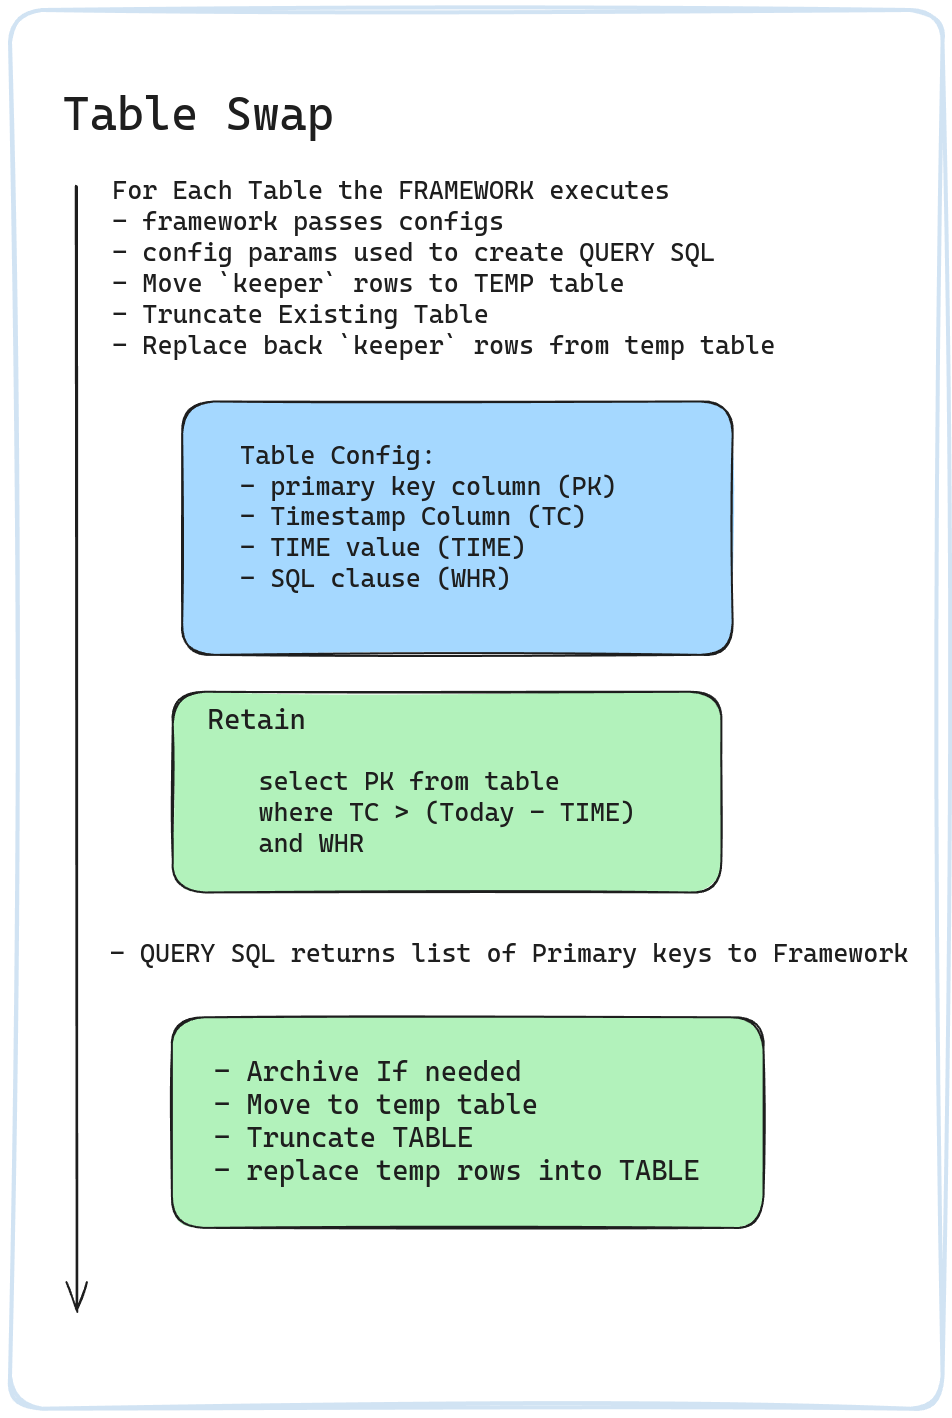 Table Swap
For Each Table the FRAMEWORK executes
- framework passes configs
- config params used to create QUERY SQL
- Move `keeper` rows to TEMP table
- Truncate Existing Table
- Replace back `keeper` rows from temp table
Table Config:
- primary key column (PK)
- Timestamp Column (TC)
- TIME value (TIME)
- SQL clause (WHR)
Retain
select PK from table
where TC > (Today - TIME)
and WHR
- QUERY SQL returns list of Primary keys to Framework
- Archive If needed
- Move to temp table
- Truncate TABLE
- replace temp rows into TABLE